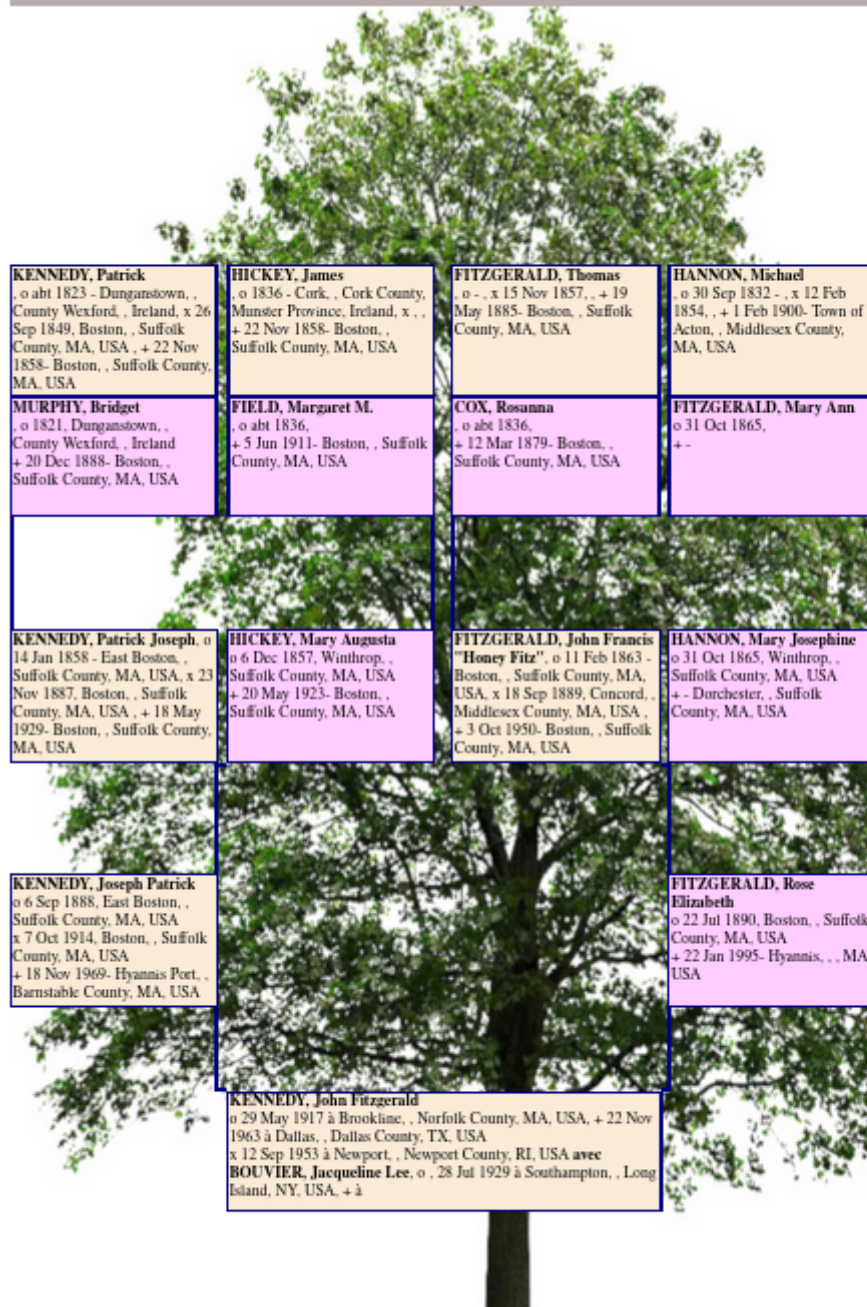 KENNEDY, Patrick
, o abt 1823 - Dunganstown, ,
County Wexford, , Ireland, x 26
Sep 1849, Boston, , Suffolk
County, MA, USA , + 22 Nov
1858- Boston, , Suffolk County,
MA, USA
HICKEY, James
, o 1836 - Cork, , Cork County,
Munster Province, Ireland, x , ,
+ 22 Nov 1858- Boston, ,
Suffolk County, MA, USA
FITZGERALD, Thomas
, o - , x 15 Nov 1857, , + 19
May 1885- Boston, , Suffolk
County, MA, USA
HANNON, Michael
, o 30 Sep 1832 - , x 12 Feb
1854, , + 1 Feb 1900- Town of
Acton, , Middlesex County,
MA, USA
MURPHY, Bridget
, o 1821, Dunganstown, ,
County Wexford, , Ireland
+ 20 Dec 1888- Boston, ,
Suffolk County, MA, USA
FIELD, Margaret M.
, o abt 1836,
+ 5 Jun 1911- Boston, , Suffolk
County, MA, USA
COX, Rosanna
, o abt 1836,
+ 12 Mar 1879- Boston, ,
Suffolk County, MA, USA
FITZGERALD, Mary Ann
o 31 Oct 1865,
+ -
KENNEDY, Patrick Joseph, o
14 Jan 1858 - East Boston, ,
Suffolk County, MA, USA, x 23
Nov 1887, Boston, , Suffolk
County, MA, USA , + 18 May
1929- Boston, , Suffolk County,
MA, USA
HICKEY, Mary Augusta
o 6 Dec 1857, Winthrop, ,
Suffolk County, MA, USA
+ 20 May 1923- Boston, ,
Suffolk County, MA, USA
FITZGERALD, John Francis
"Honey Fitz", o 11 Feb 1863 -
Boston, , Suffolk County, MA,
USA, x 18 Sep 1889, Concord, ,
Middlesex County, MA, USA ,
+ 3 Oct 1950- Boston, , Suffolk
County, MA, USA
HANNON, Mary Josephine
o 31 Oct 1865, Winthrop, ,
Suffolk County, MA, USA
+ - Dorchester, , Suffolk
County, MA, USA
KENNEDY, Joseph Patrick
o 6 Sep 1888, East Boston, ,
Suffolk County, MA, USA
x 7 Oct 1914, Boston, , Suffolk
County, MA, USA
+ 18 Nov 1969- Hyannis Port, ,
Barnstable County, MA, USA
FITZGERALD, Rose
Elizabeth
o 22 Jul 1890, Boston, , Suffolk
County, MA, USA
+ 22 Jan 1995- Hyannis, , , MA,
USA
KENNEDY, John Fitzgerald
o 29 May 1917 à Brookline, , Norfolk County, MA, USA, + 22 Nov
1963 à Dallas, , Dallas County, TX, USA
x 12 Sep 1953 à Newport, , Newport County, RI, USA avec
BOUVIER, Jacqueline Lee, o , 28 Jul 1929 à Southampton, , Long
Island, NY, USA, + à